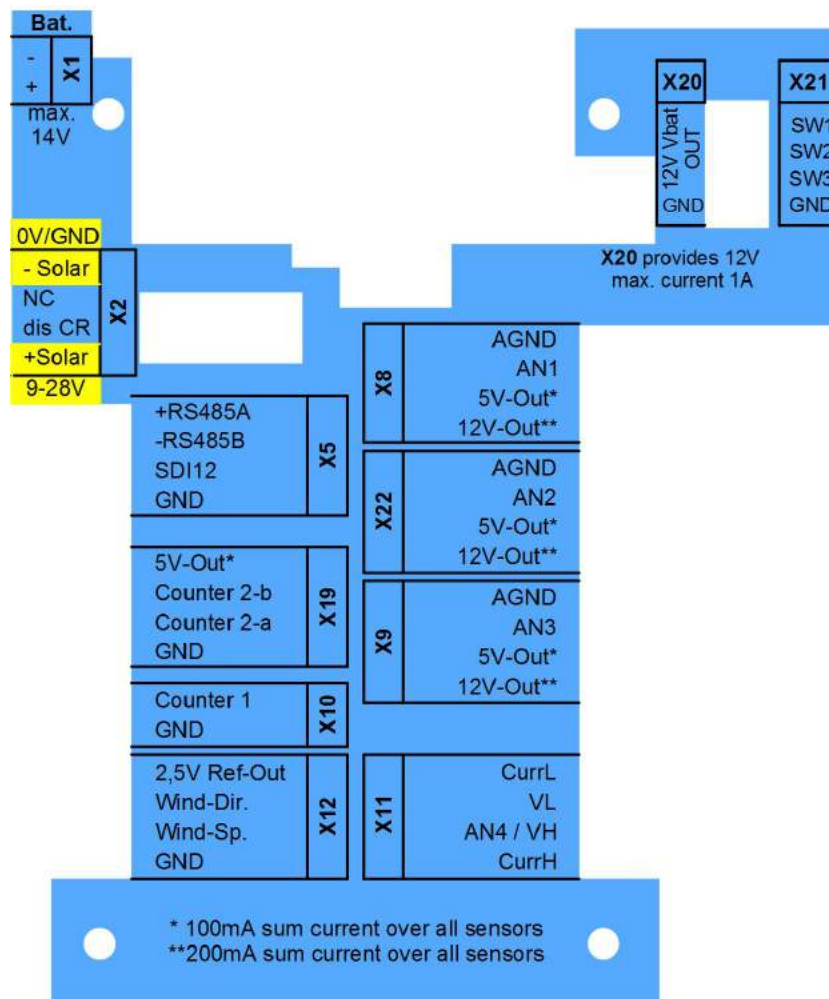 Bat.
-
+
X1
max.
14V
X20
12V Vbat
OUT
GND
X21
SW1
SW2
SW3
GND
X20 provides 12V
max. current 1A
0V/GND
- Solar
NC
dis CR
+Solar
9-28V
X2
+RS485A
-RS485B
SDI12
GND
X5
X8
AGND
AN1
5V-Out*
12V-Out**
X22
AGND
AN2
5V-Out*
12V-Out**
5V-Out*
Counter 2-b
Counter 2-a
GND
X19
X9
AGND
AN3
5V-Out*
12V-Out**
Counter 1
GND
X10
2,5V Ref-Out
Wind-Dir.
Wind-Sp.
GND
X12
X11
CurrL
VL
AN4 / VH
CurrH
* 100mA sum current over all sensors
**200mA sum current over all sensors